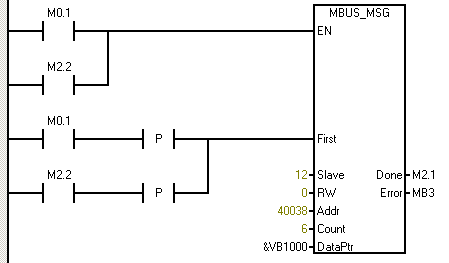 M0.1 MBUS_MSG
EN
M2.2
M0.1
P First
M2.2 12 Slave Done M2.1
P 0 RW Error MB3
40038 Addr
6 Count
&VB1000 DataPtr